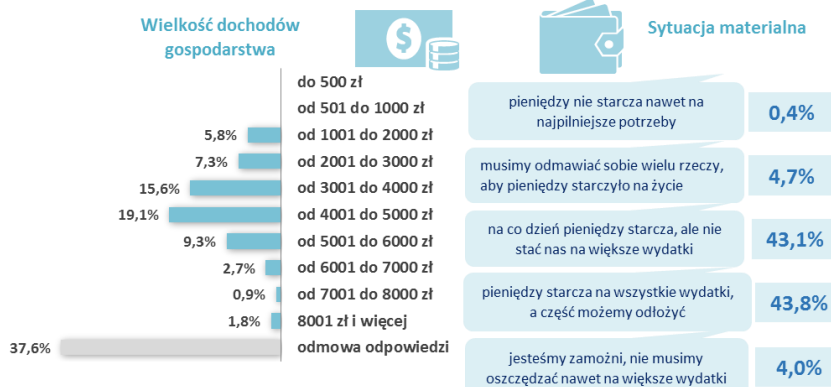 Wielkość dochodów
gospodarstwa
$
do 500 zł
od 501 do 1000 zł
5,8% od 1001 do 2000 zł
7,3% od 2001 do 3000 zł
15,6% od 3001 do 4000 zł
19,1% od 4001 do 5000 zł
9,3% od 5001 do 6000 zł
2,7% od 6001 do 7000 zł
0,9% od 7001 do 8000 zł
1,8% 8001 zł i więcej
37,6% odmowa odpowiedzi
Sytuacja materialna
pieniędzy nie starcza nawet na
najpilniejsze potrzeby
0,4%
musimy odmawiać sobie wielu rzeczy,
aby pieniędzy starczyło na życie
4,7%
na co dzień pieniędzy starcza, ale nie
stać nas na większe wydatki
43,1%
pieniędzy starcza na wszystkie wydatki,
a część możemy odłożyć
43,8%
jesteśmy zamożni, nie musimy
oszczędzać nawet na większe wydatki
4,0%